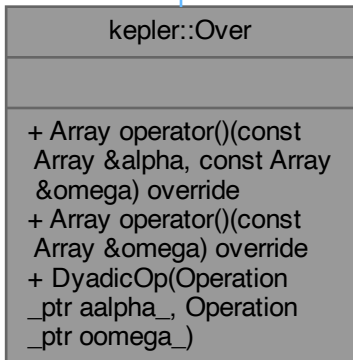 kepler::Over
+ Array operator()(const
Array &alpha, const Array
&omega) override
+ Array operator()(const
Array &omega) override
+ DyadicOp(Operation
_ptr aalpha_, Operation
_ptr oomega_)